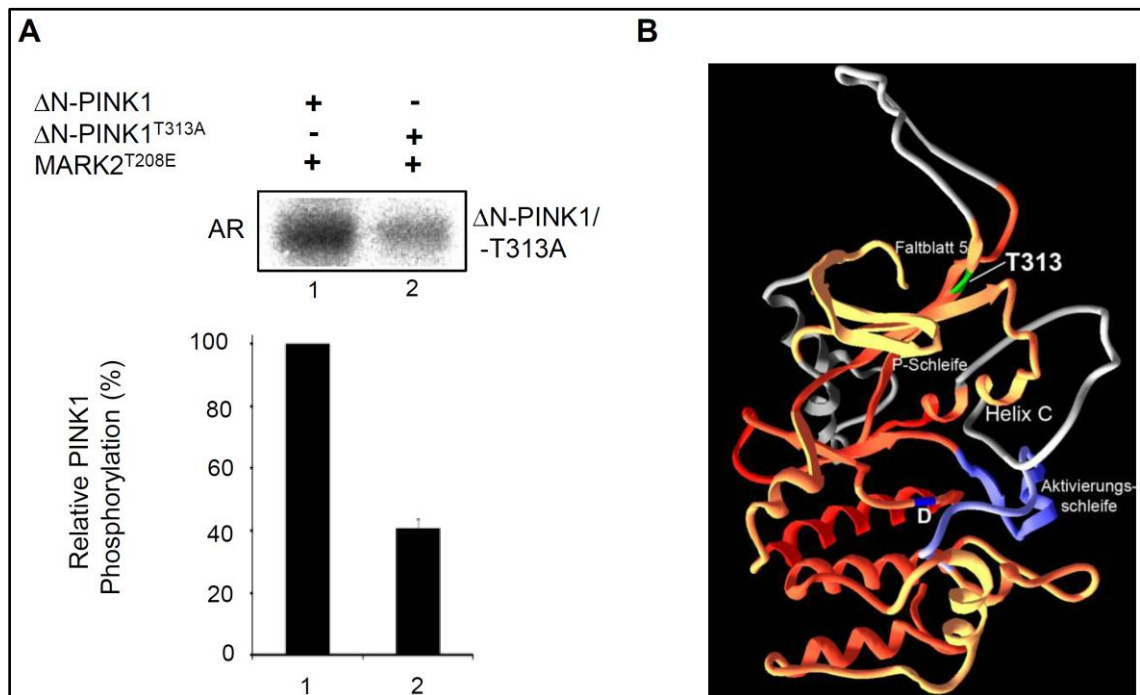 A
ΔN-PINK1 + -
ΔN-PINK1T313A - +
MARK2T208E + +
AR
ΔN-PINK1/
-T313A
1 2
Relative PINK1
Phosphorylation (%)
100
80
60
40
20
0
1 2
B
Faltblatt 5
T313
P-Schleife
Helix C
Aktivierungs-
schleife
D